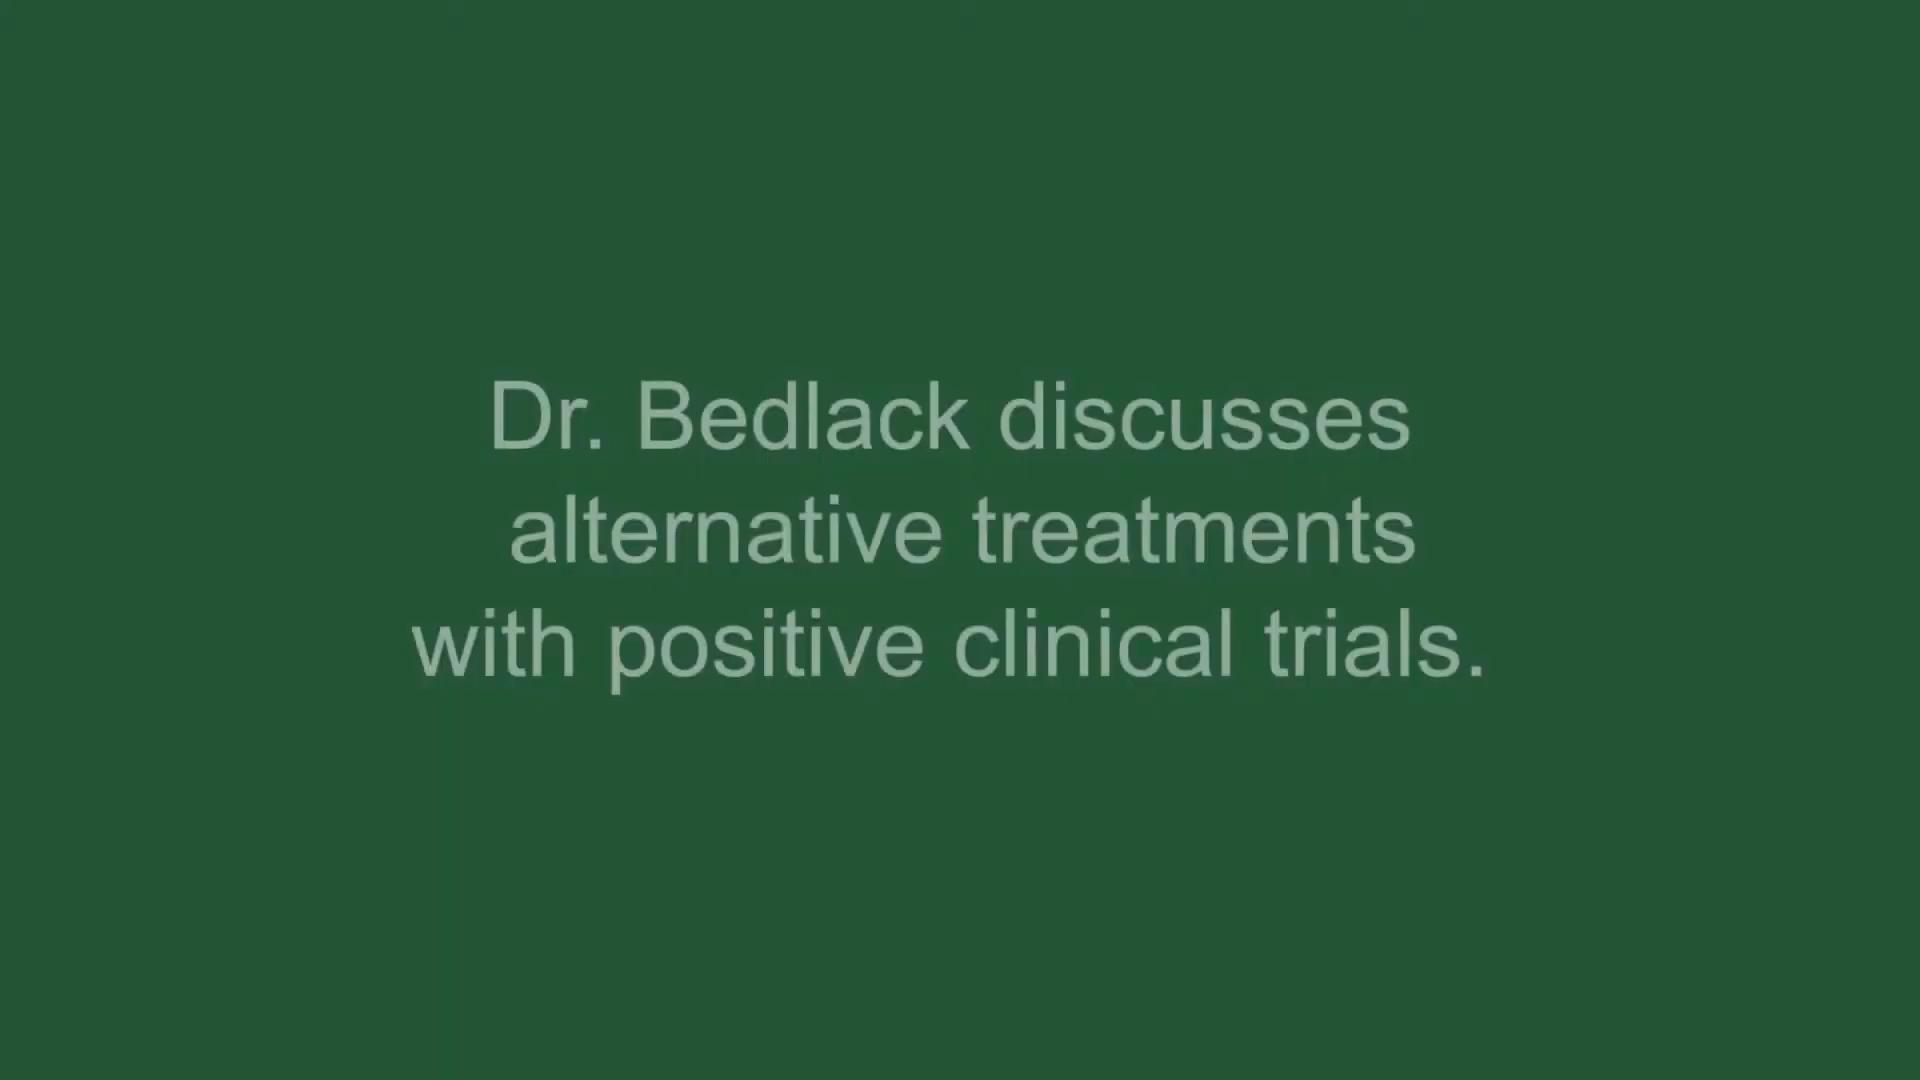 Dr. Bedlack discusses
alternative treatments
with positive clinical trials.